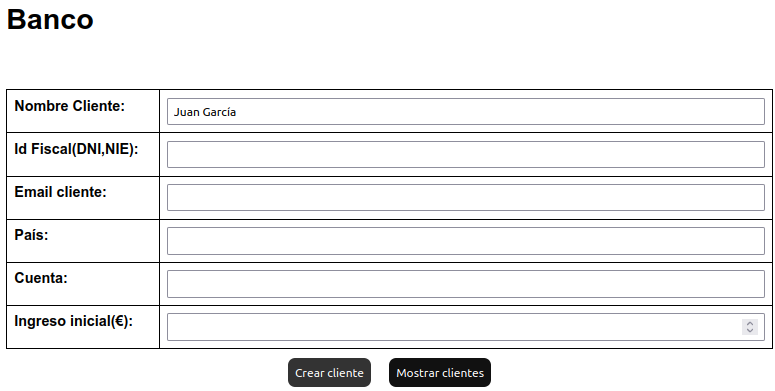 Banco
Nombre Cliente:
Juan García
Id Fiscal(DNI,NIE):
Email cliente:
País:
Cuenta:
Ingreso inicial(€):
Crear cliente
Mostrar clientes